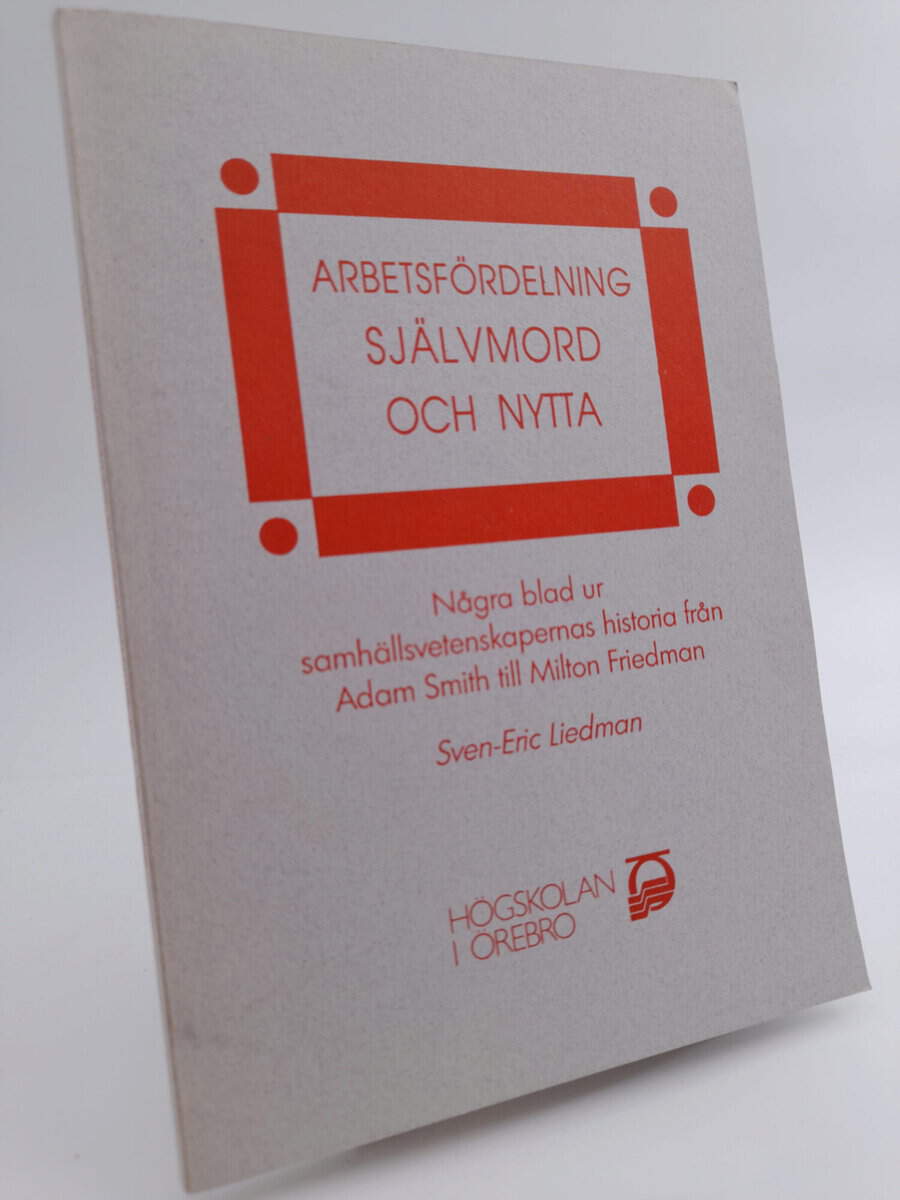 ARBETSFÖRDELNING
SJÄLVMORD
OCH NYTTA
Några blad ur
samhällsvetenskapernas historia från
Adam Smith till Milton Friedman
Sven-Eric Liedman
HÖGSKOLAN
I ÖREBRO